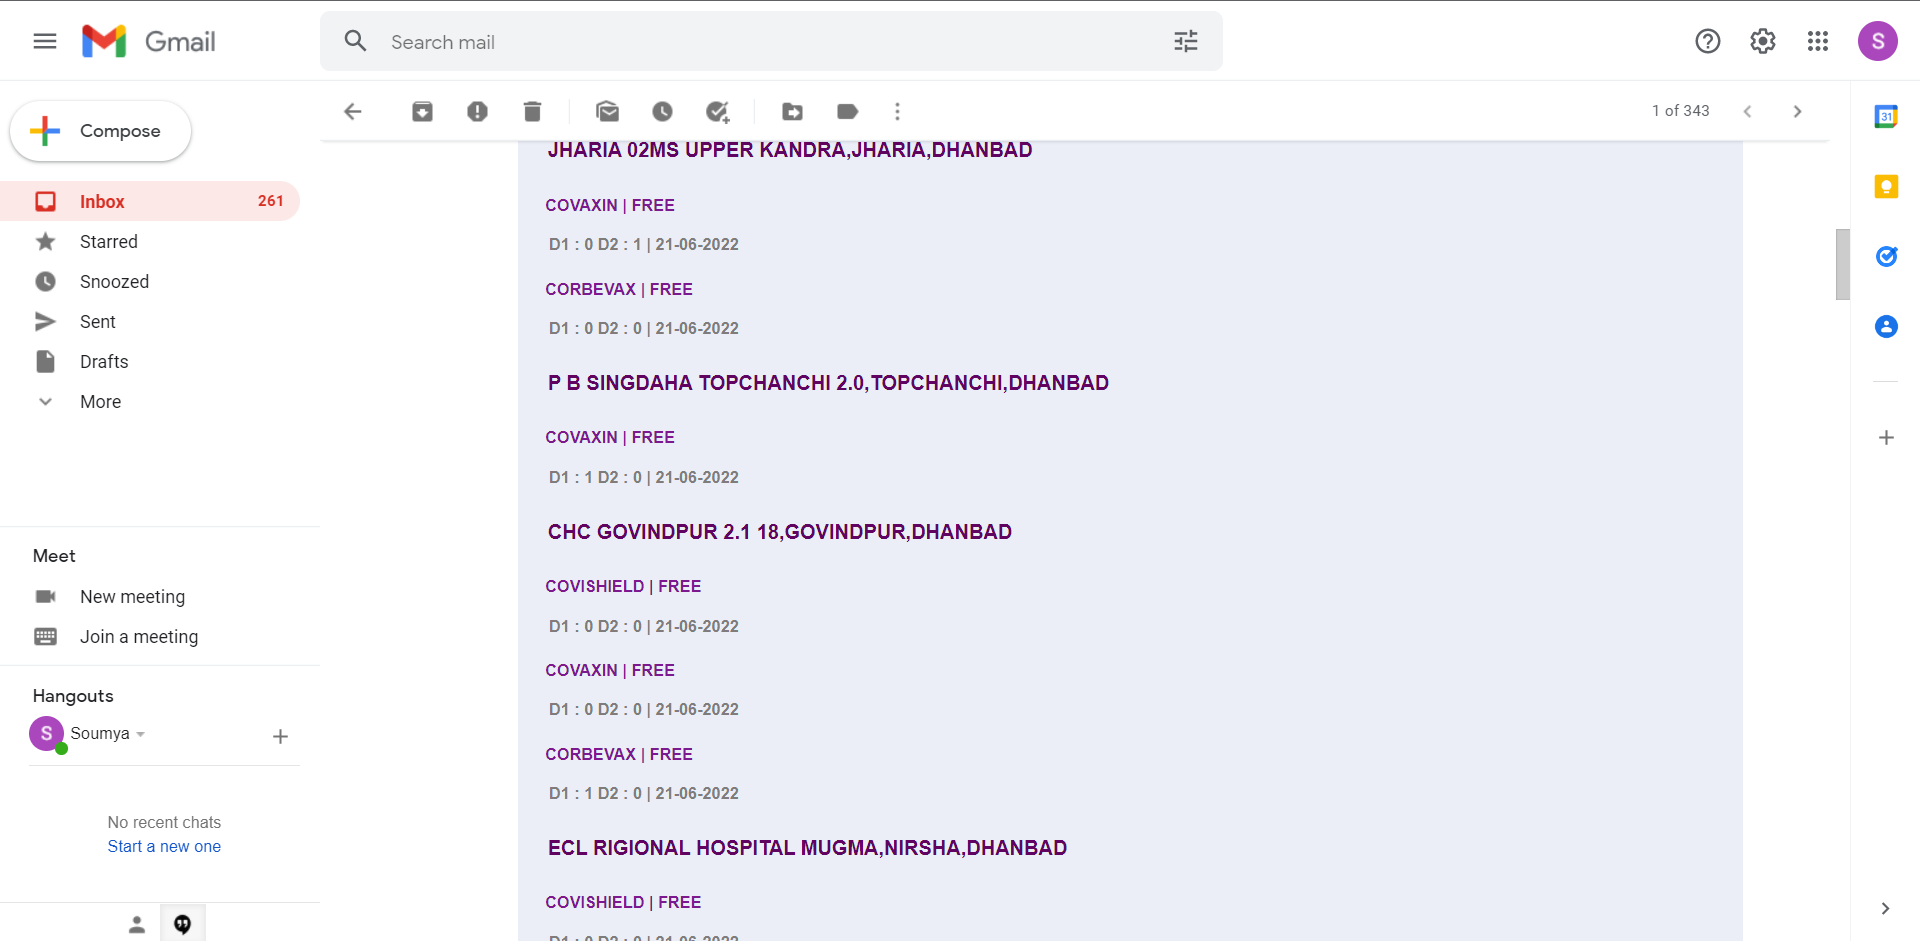 Gmail
Search mail
S
Compose
1 of 343
31
Inbox 261
Starred
Snoozed
Sent
Drafts
More
Meet
New meeting
Join a meeting
Hangouts
S Soumya
No recent chats
Start a new one
JHARIA 02MS UPPER KANDRA,JHARIA,DHANBAD
COVAXIN | FREE
D1 : 0 D2 : 1 | 21-06-2022
CORBEVAX | FREE
D1 : 0 D2 : 0 | 21-06-2022
P B SINGDAHA TOPCHANCHI 2.0,TOPCHANCHI,DHANBAD
COVAXIN | FREE
D1 : 1 D2 : 0 | 21-06-2022
CHC GOVINDPUR 2.1 18,GOVINDPUR,DHANBAD
COVISHIELD | FREE
D1 : 0 D2 : 0 | 21-06-2022
COVAXIN | FREE
D1 : 0 D2 : 0 | 21-06-2022
CORBEVAX | FREE
D1 : 1 D2 : 0 | 21-06-2022
ECL RIGIONAL HOSPITAL MUGMA,NIRSHA,DHANBAD
COVISHIELD | FREE